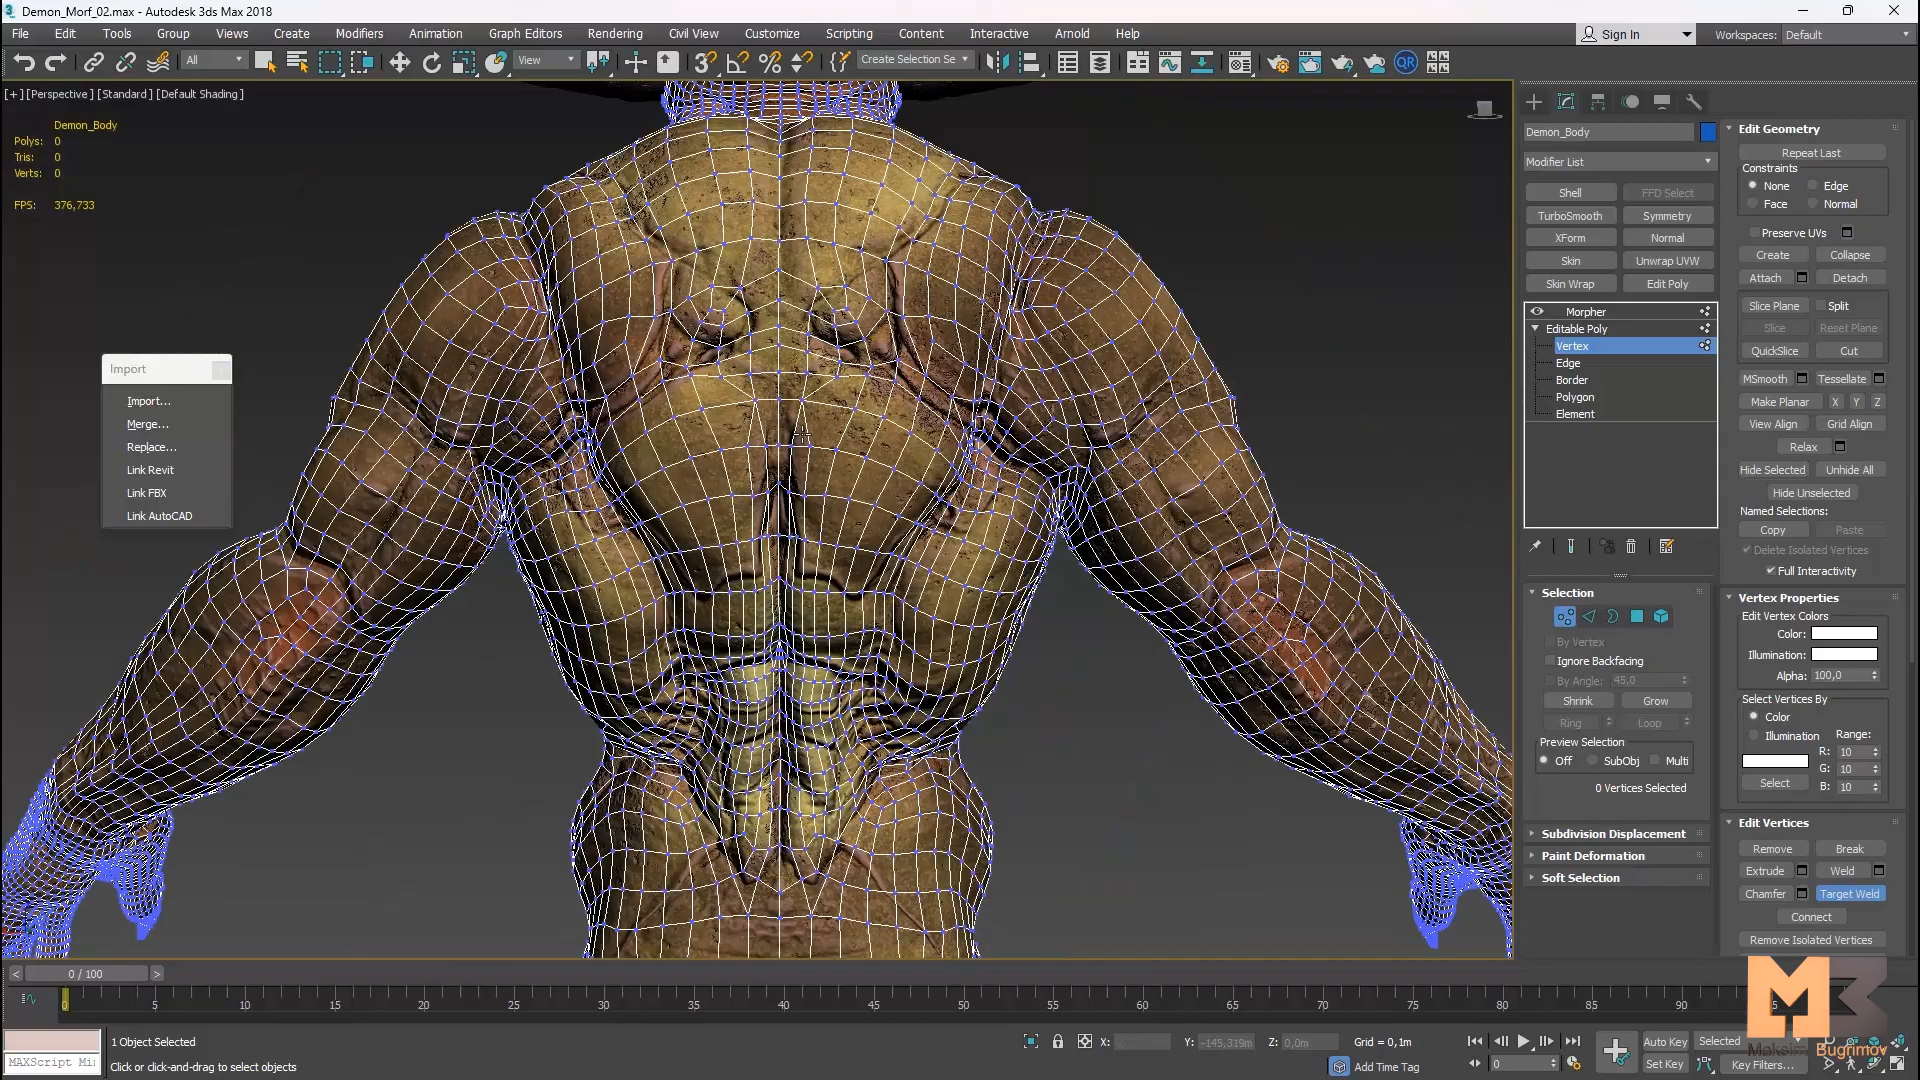 Demon_Morf_02.max - Autodesk 3ds Max 2018
File Edit Tools Group Views Create Modifiers Animation Graph Editors Rendering Civil View Customize Scripting Content Interactive Arnold Help
Sign In
Workspaces: Default
All
View
Create Selection Se
[+] [Perspective] [Standard] [Default Shading]
Demon_Body
Polys: 0
Tris: 0
Verts: 0
FPS: 376,733
Import
Import...
Merge...
Replace...
Link Revit
Link FBX
Link AutoCAD
Demon_Body
Modifier List
Shell FFD Select
TurboSmooth Symmetry
XForm Normal
Skin Unwrap UVW
Skin Wrap Edit Poly
Morpher
Editable Poly
Vertex
Edge
Border
Polygon
Element
Selection
By Vertex
Ignore Backfacing
By Angle: 45,0
Shrink Grow
Ring Loop
Preview Selection
Off SubObj Multi
0 Vertices Selected
Subdivision Displacement
Paint Deformation
Soft Selection
Edit Geometry
Repeat Last
Constraints
None Edge
Face Normal
Preserve UVs
Create Collapse
Attach Detach
Slice Plane Split
Slice Reset Plane
QuickSlice Cut
MSmooth Tessellate
Make Planar X Y Z
View Align Grid Align
Relax
Hide Selected Unhide All
Hide Unselected
Named Selections:
Copy Paste
Delete Isolated Vertices
Full Interactivity
Vertex Properties
Edit Vertex Colors
Color:
Illumination:
Alpha: 100,0
Select Vertices By
Color
Illumination Range:
R: 10
G: 10
B: 10
Select
Edit Vertices
Remove Break
Extrude Weld
Chamfer Target Weld
Connect
Remove Isolated Vertices
< 0 / 100 >
0 5 10 15 20 25 30 35 40 45 50 55 60 65 70 75 80 85 90
MAXScript Mi
1 Object Selected
Click or click-and-drag to select objects
X: Y: -145,319m Z: 0,0m Grid = 0,1m
Add Time Tag
0
Auto Key Selected
Set Key Key Filters...
Maksim Bugrimov